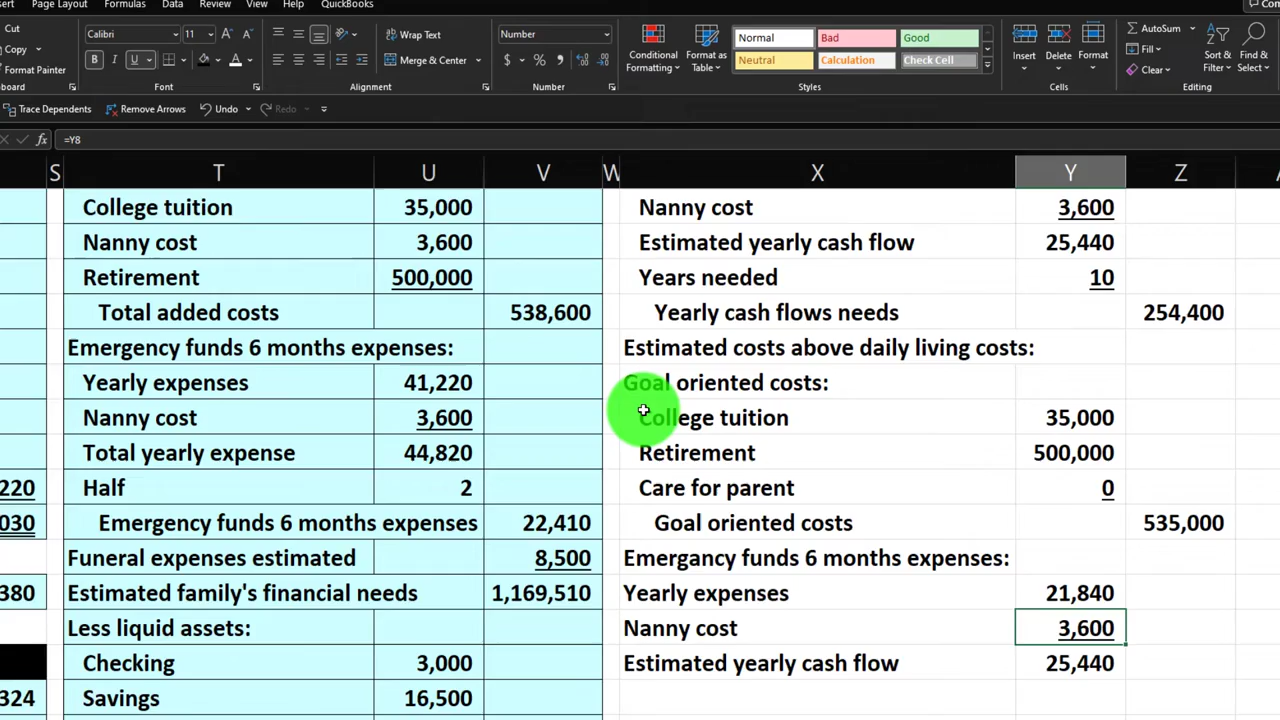 Insert Page Layout Formulas Data Review View Help QuickBooks
Cut
Copy
Format Painter
Calibri 11
B I U
Wrap Text
Merge & Center
Number
$ %
Conditional Formatting
Format as Table
Normal Bad Good
Neutral Calculation Check Cell
Insert Delete Format
AutoSum
Fill
Clear
Sort & Filter
Find & Select
Font Alignment Number Styles Cells Editing
Trace Dependents Remove Arrows Undo Redo
fx =Y8
S T U V W X Y Z
College tuition 35,000 Nanny cost 3,600
Nanny cost 3,600 Estimated yearly cash flow 25,440
Retirement 500,000 Years needed 10
Total added costs 538,600 Yearly cash flows needs 254,400
Emergency funds 6 months expenses: Estimated costs above daily living costs:
Yearly expenses 41,220 Goal oriented costs:
Nanny cost 3,600 College tuition 35,000
Total yearly expense 44,820 Retirement 500,000
220 Half 2 Care for parent 0
030 Emergency funds 6 months expenses 22,410 Goal oriented costs 535,000
Funeral expenses estimated 8,500 Emergancy funds 6 months expenses:
380 Estimated family's financial needs 1,169,510 Yearly expenses 21,840
Less liquid assets: Nanny cost 3,600
Checking 3,000 Estimated yearly cash flow 25,440
324 Savings 16,500